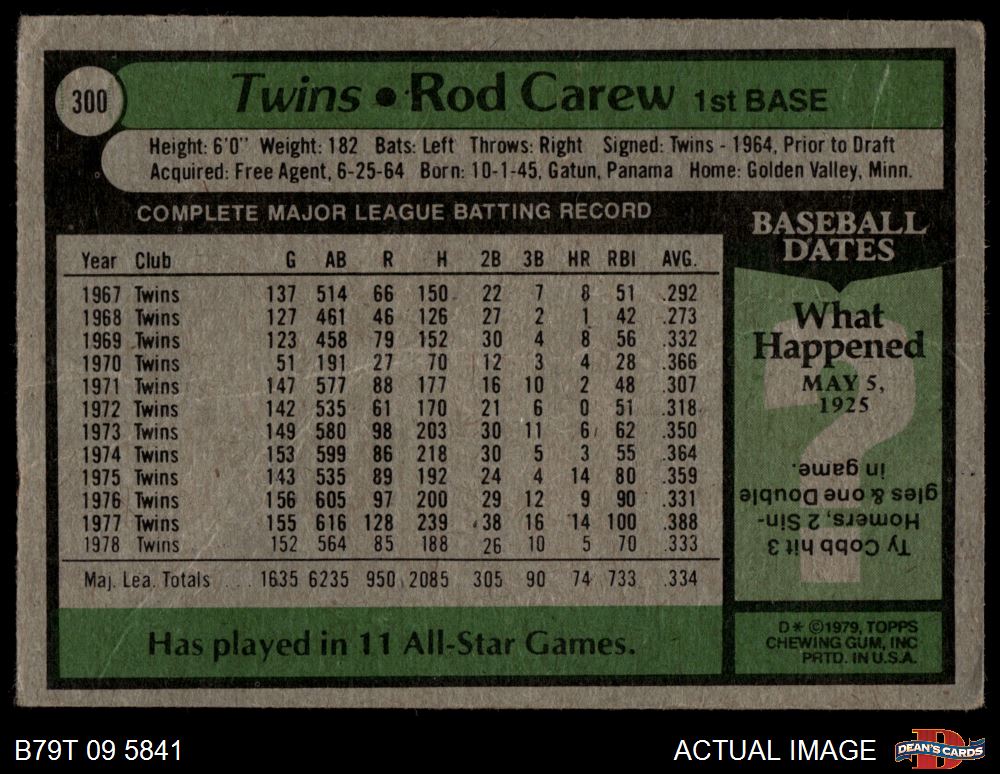 300
Twins • Rod Carew 1st BASE
Height: 6'0" Weight: 182 Bats: Left Throws: Right Signed: Twins - 1964, Prior to Draft
Acquired: Free Agent, 6-25-64 Born: 10-1-45, Gatun, Panama Home: Golden Valley, Minn.
COMPLETE MAJOR LEAGUE BATTING RECORD
Year Club G AB R H 2B 3B HR RBI AVG.
1967 Twins 137 514 66 150 22 7 8 51 .292
1968 Twins 127 461 46 126 27 2 1 42 .273
1969 Twins 123 458 79 152 30 4 8 56 .332
1970 Twins 51 191 27 70 12 3 4 28 .366
1971 Twins 147 577 88 177 16 10 2 48 .307
1972 Twins 142 535 61 170 21 6 0 51 .318
1973 Twins 149 580 98 203 30 11 6 62 .350
1974 Twins 153 599 86 218 30 5 3 55 .364
1975 Twins 143 535 89 192 24 4 14 80 .359
1976 Twins 156 605 97 200 29 12 9 90 .331
1977 Twins 155 616 128 239 38 16 14 100 .388
1978 Twins 152 564 85 188 26 10 5 70 .333
Maj. Lea. Totals ... 1635 6235 950 2085 305 90 74 733 .334
Has played in 11 All-Star Games.
BASEBALL
DATES
What
Happened
MAY 5,
1925
?
Ty Cobb hit 3
Homers, 2 Sin-
gles & one Double
in game.
D* ©1979, TOPPS
CHEWING GUM, INC
PRTD. IN U.S.A.
B79T 09 5841
ACTUAL IMAGE
D
DEAN'S CARDS